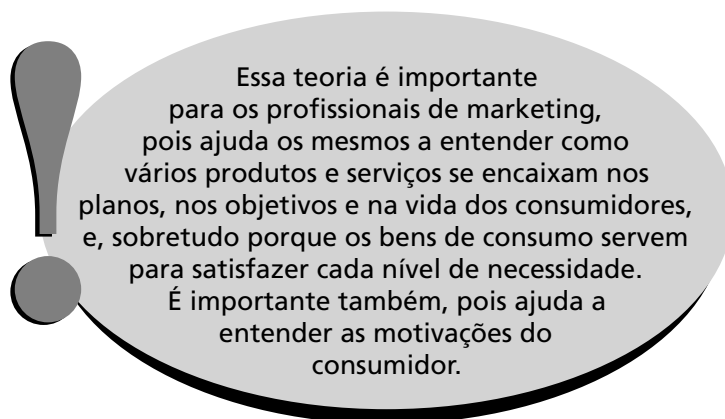 Essa teoria é importante
para os profissionais de marketing,
pois ajuda os mesmos a entender como
vários produtos e serviços se encaixam nos
planos, nos objetivos e na vida dos consumidores,
e, sobretudo porque os bens de consumo servem
para satisfazer cada nível de necessidade.
É importante também, pois ajuda a
entender as motivações do
consumidor.